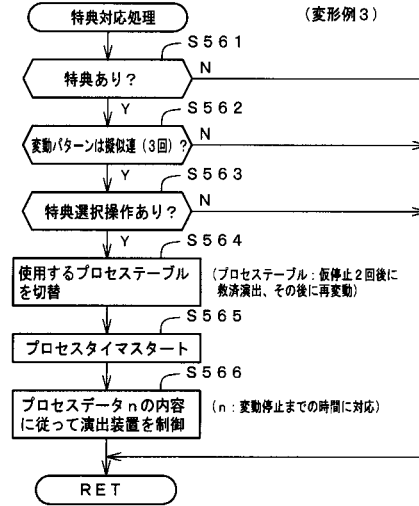 特典対応処理
(変形例3)
S561
特典あり?
N
Y
S562
変動パターンは擬似連(3回)?
N
Y
S563
特典選択操作あり?
N
Y
S564
使用するプロセステーブル
を切替
(プロセステーブル:仮停止2回後に
救済演出、その後に再変動)
S565
プロセスタイマスタート
S566
プロセスデータnの内容
に従って演出装置を制御
(n:変動停止までの時間に対応)
RET